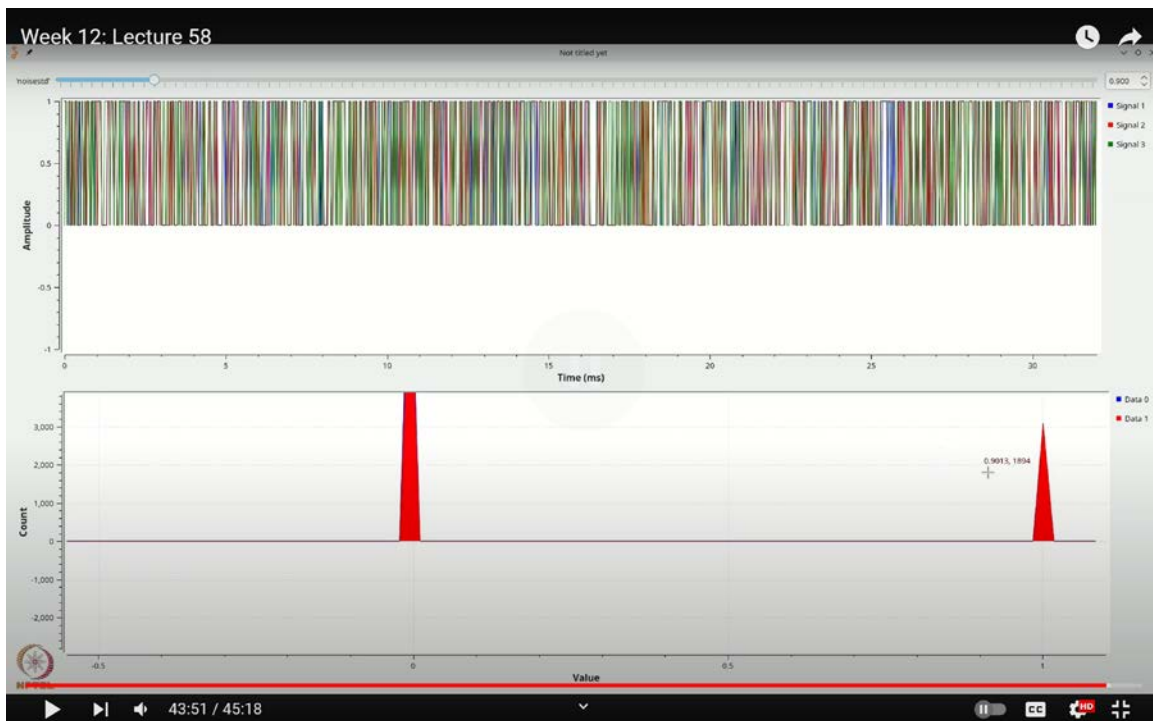 Week 12: Lecture 58
Not titled yet
'noisestd'
0.900
1
0.5
0
-0.5
-1
Amplitude
Signal 1
Signal 2
Signal 3
0 5 10 15 20 25 30
Time (ms)
3,000
2,000
1,000
0
-1,000
-2,000
Count
Data 0
Data 1
0.9013, 1894
-0.5 0 0.5 1
Value
NPTEL
43:51 / 45:18
CC
HD